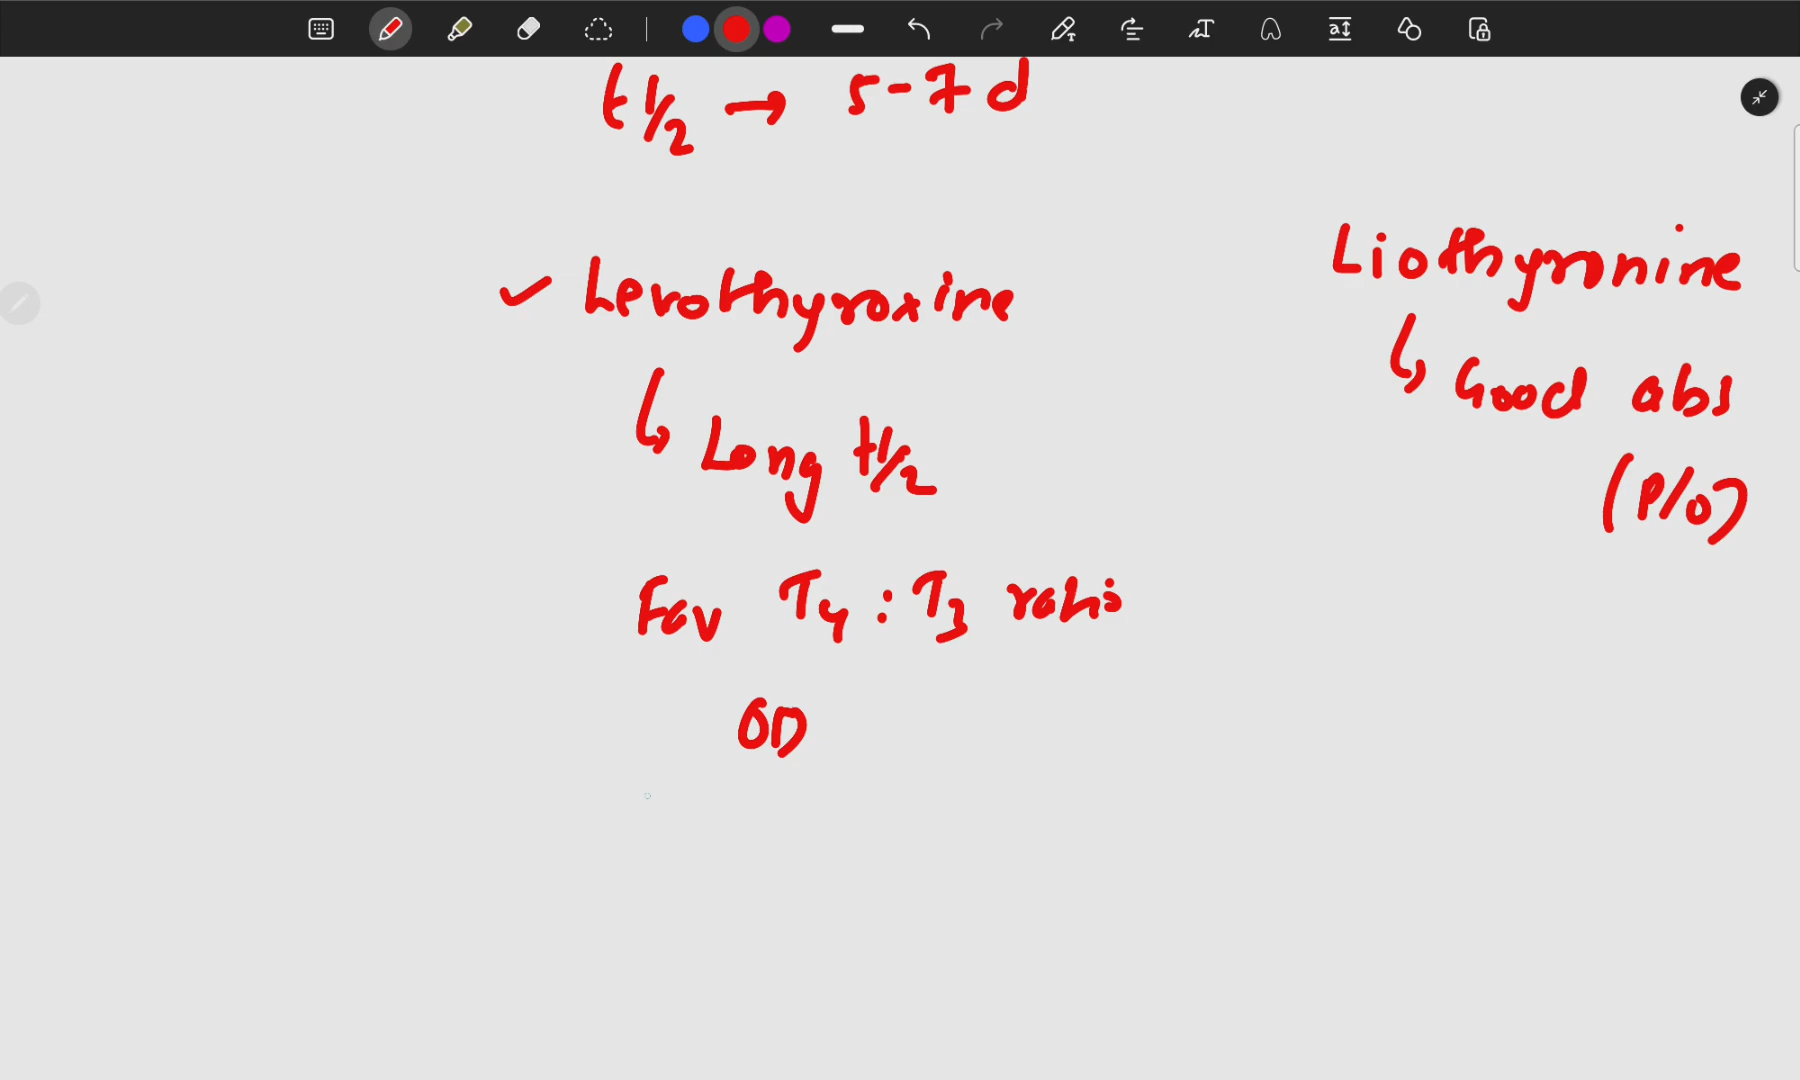 t1/2 → 5-7 d
✓ Levothyroxine
Long t1/2
Fav T4 : T3 ratio
OD
Liothyronine
Good abs
(P/O)